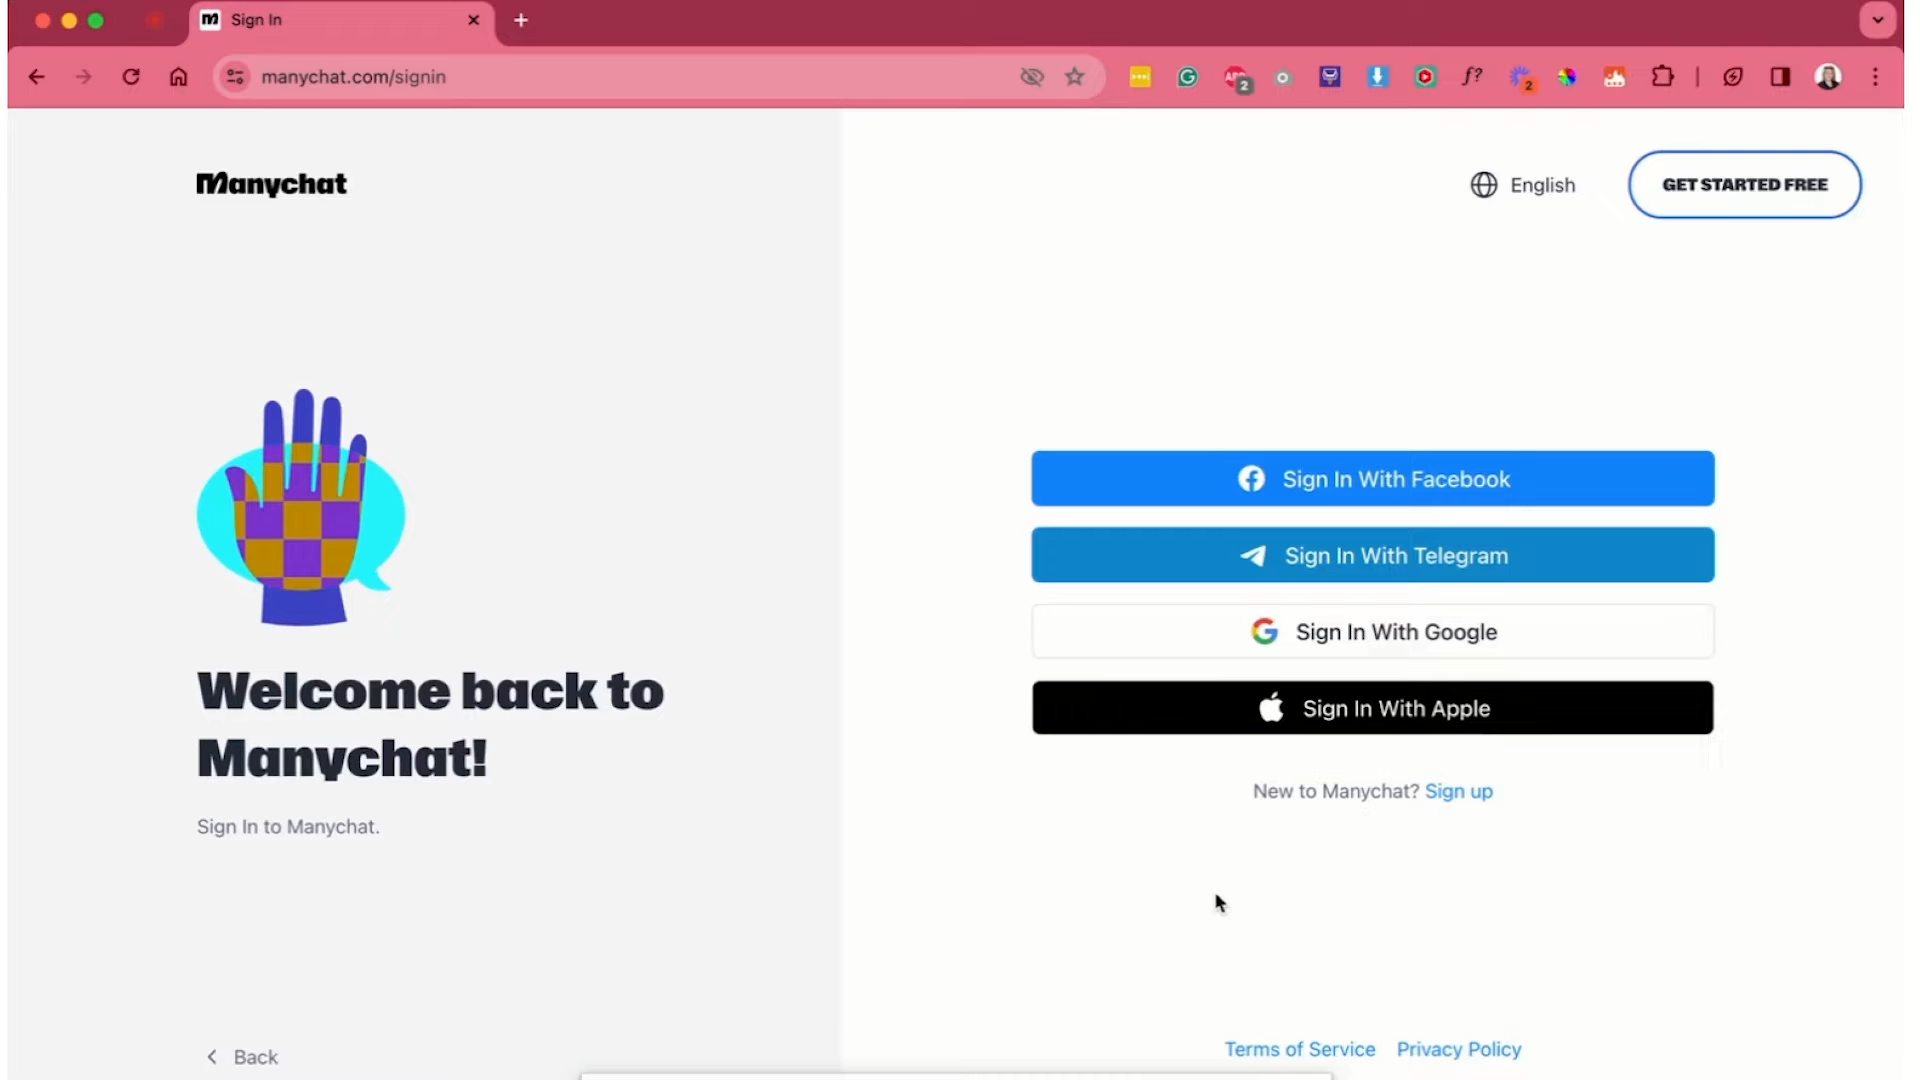 Sign In
manychat.com/signin
2
f?
2
Manychat
English
GET STARTED FREE
Sign In With Facebook
Sign In With Telegram
Sign In With Google
Sign In With Apple
New to Manychat? Sign up
Welcome back to
Manychat!
Sign In to Manychat.
Back
Terms of Service Privacy Policy